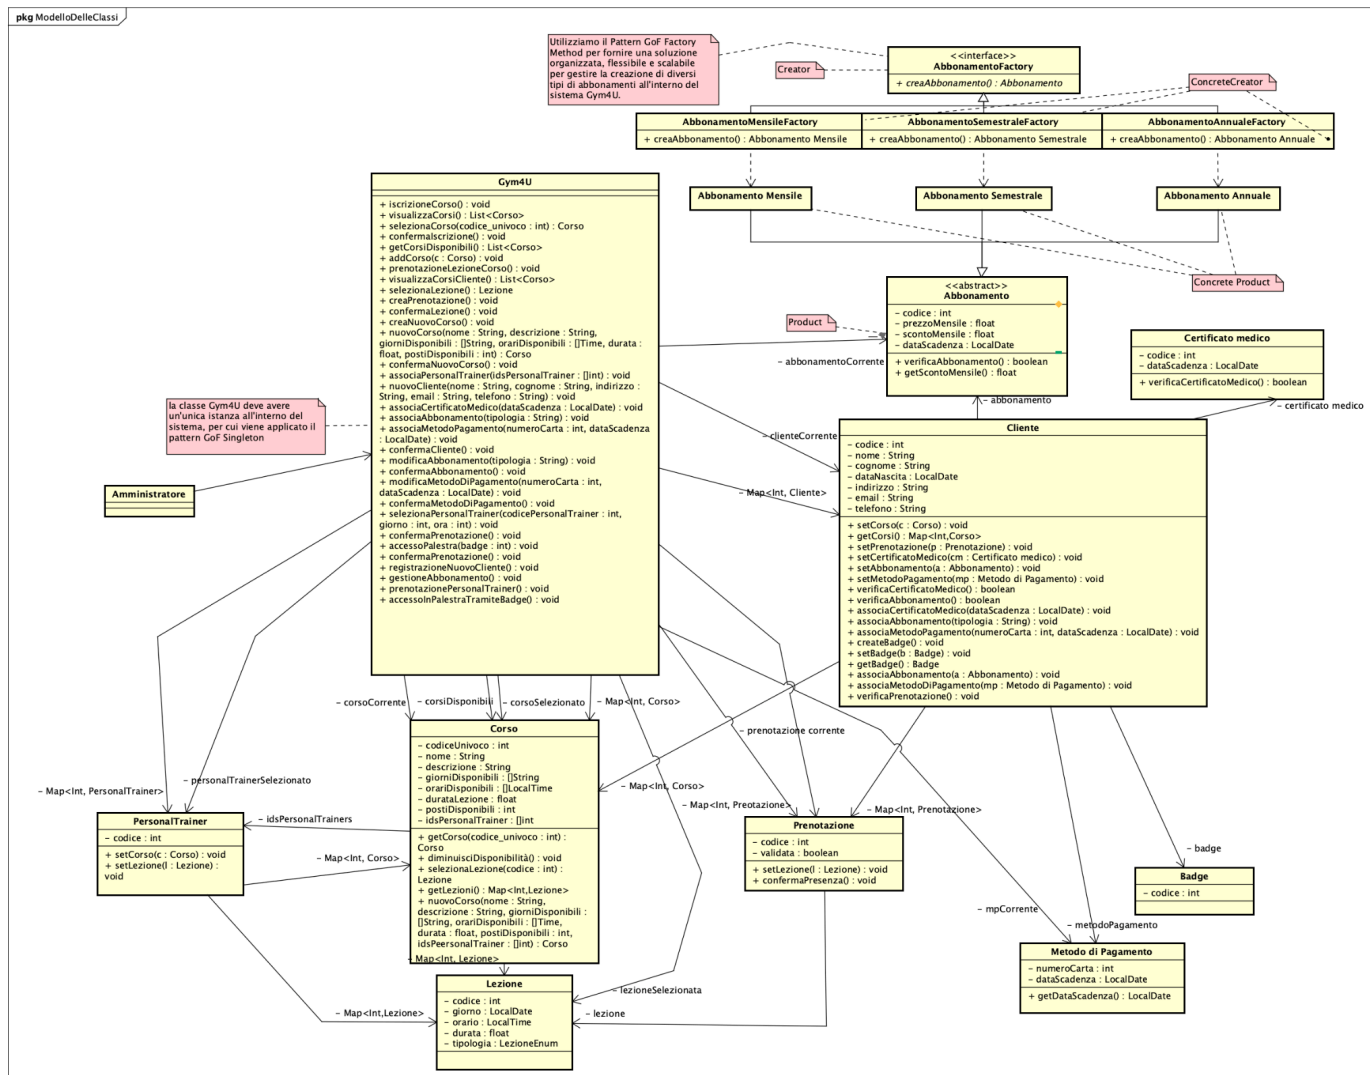 pkg ModelloDelleClassi
Utilizziamo il Pattern GoF Factory
Method per fornire una soluzione
organizzata, flessibile e scalabile
per gestire la creazione di diversi
tipi di abbonamenti all'interno del
sistema Gym4U.
Creator
<<interface>>
AbbonamentoFactory
+ creaAbbonamento() : Abbonamento
ConcreteCreator
AbbonamentoMensileFactory
+ creaAbbonamento() : Abbonamento Mensile
AbbonamentoSemestraleFactory
+ creaAbbonamento() : Abbonamento Semestrale
AbbonamentoAnnualeFactory
+ creaAbbonamento() : Abbonamento Annuale
Abbonamento Mensile
Abbonamento Semestrale
Abbonamento Annuale
Concrete Product
Product
<<abstract>>
Abbonamento
- codice : int
- prezzoMensile : float
- scontoMensile : float
- dataScadenza : LocalDate
+ verificaAbbonamento() : boolean
+ getScontoMensile() : float
Certificato medico
- codice : int
- dataScadenza : LocalDate
+ verificaCertificatoMedico() : boolean
- abbonamentoCorrente
- abbonamento
- certificato medico
- clienteCorrente
- Map<Int, Cliente>
Gym4U
+ iscrizioneCorso() : void
+ visualizzaCorsi() : List<Corso>
+ selezionaCorso(codice_univoco : int) : Corso
+ confermaIscrizione() : void
+ getCorsiDisponibili() : List<Corso>
+ addCorso(c : Corso) : void
+ prenotazioneLezioneCorso() : void
+ visualizzaCorsiCliente() : List<Corso>
+ selezionaLezione() : Lezione
+ creaPrenotazione() : void
+ confermaLezione() : void
+ creaNuovoCorso() : void
+ nuovoCorso(nome : String, descrizione : String,
giorniDisponibili : []String, orariDisponibili : []Time, durata :
float, postiDisponibili : int) : Corso
+ confermaNuovoCorso() : void
+ associaPersonalTrainer(idsPersonalTrainer : []int) : void
+ nuovoCliente(nome : String, cognome : String, indirizzo :
String, email : String, telefono : String) : void
+ associaCertificatoMedico(dataScadenza : LocalDate) : void
+ associaAbbonamento(tipologia : String) : void
+ associaMetodoPagamento(numeroCarta : int, dataScadenza
: LocalDate) : void
+ confermaCliente() : void
+ modificaAbbonamento(tipologia : String) : void
+ confermaAbbonamento() : void
+ modificaMetodoDiPagamento(numeroCarta : int,
dataScadenza : LocalDate) : void
+ confermaMetodoDiPagamento() : void
+ selezionaPersonalTrainer(codicePersonalTrainer : int,
giorno : int, ora : int) : void
+ confermaPrenotazione() : void
+ accessoPalestra(badge : int) : void
+ confermaPrenotazione() : void
+ registrazioneNuovoCliente() : void
+ gestioneAbbonamento() : void
+ prenotazionePersonalTrainer() : void
+ accessoInPalestraTramiteBadge() : void
la classe Gym4U deve avere
un'unica istanza all'interno del
sistema, per cui viene applicato il
pattern GoF Singleton
Amministratore
Cliente
- codice : int
- nome : String
- cognome : String
- dataNascita : LocalDate
- indirizzo : String
- email : String
- telefono : String
+ setCorso(c : Corso) : void
+ getCorsi() : Map<Int,Corso>
+ setPrenotazione(p : Prenotazione) : void
+ setCertificatoMedico(cm : Certificato medico) : void
+ setAbbonamento(a : Abbonamento) : void
+ setMetodoPagamento(mp : Metodo di Pagamento) : void
+ verificaCertificatoMedico() : boolean
+ verificaAbbonamento() : boolean
+ associaCertificatoMedico(dataScadenza : LocalDate) : void
+ associaAbbonamento(tipologia : String) : void
+ associaMetodoPagamento(numeroCarta : int, dataScadenza : LocalDate) : void
+ createBadge() : void
+ setBadge(b : Badge) : void
+ getBadge() : Badge
+ associaAbbonamento(a : Abbonamento) : void
+ associaMetodoDiPagamento(mp : Metodo di Pagamento) : void
+ verificaPrenotazione() : void
- corsoCorrente
- corsiDisponibili
- corsoSelezionato
- Map<Int, Corso>
- prenotazione corrente
Corso
- codiceUnivoco : int
- nome : String
- descrizione : String
- giorniDisponibili : []String
- orariDisponibili : []LocalTime
- durataLezione : float
- postiDisponibili : int
- idsPersonalTrainer : []int
+ getCorso(codice_univoco : int) :
Corso
+ diminuisciDisponibilità() : void
+ selezionaLezione(codice : int) :
Lezione
+ getLezioni() : Map<Int,Lezione>
+ nuovoCorso(nome : String,
descrizione : String, giorniDisponibili :
[]String, orariDisponibili : []Time,
durata : float, postiDisponibili : int,
idsPeersonalTrainer : []int) : Corso
- personalTrainerSelezionato
- Map<Int, PersonalTrainer>
- Map<Int, Corso>
- Map<Int, Preotazione>
- Map<Int, Prenotazione>
PersonalTrainer
- codice : int
+ setCorso(c : Corso) : void
+ setLezione(l : Lezione) :
void
- idsPersonalTrainers
- Map<Int, Corso>
Prenotazione
- codice : int
- validata : boolean
+ setLezione(l : Lezione) : void
+ confermaPresenza() : void
- badge
Badge
- codice : int
- mpCorrente
- metodoPagamento
Metodo di Pagamento
- numeroCarta : int
- dataScadenza : LocalDate
+ getDataScadenza() : LocalDate
- Map<Int, Lezione>
Lezione
- codice : int
- giorno : LocalDate
- orario : LocalTime
- durata : float
- tipologia : LezioneEnum
- lezioneSelezionata
- Map<Int,Lezione>
- lezione